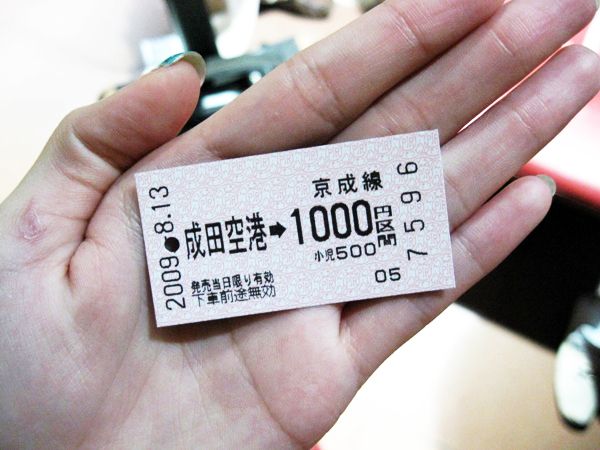 2009.-8.13
京成線
成田空港➡1000円区間
小児500
発売当日限り有効
下車前途無効
05
7596